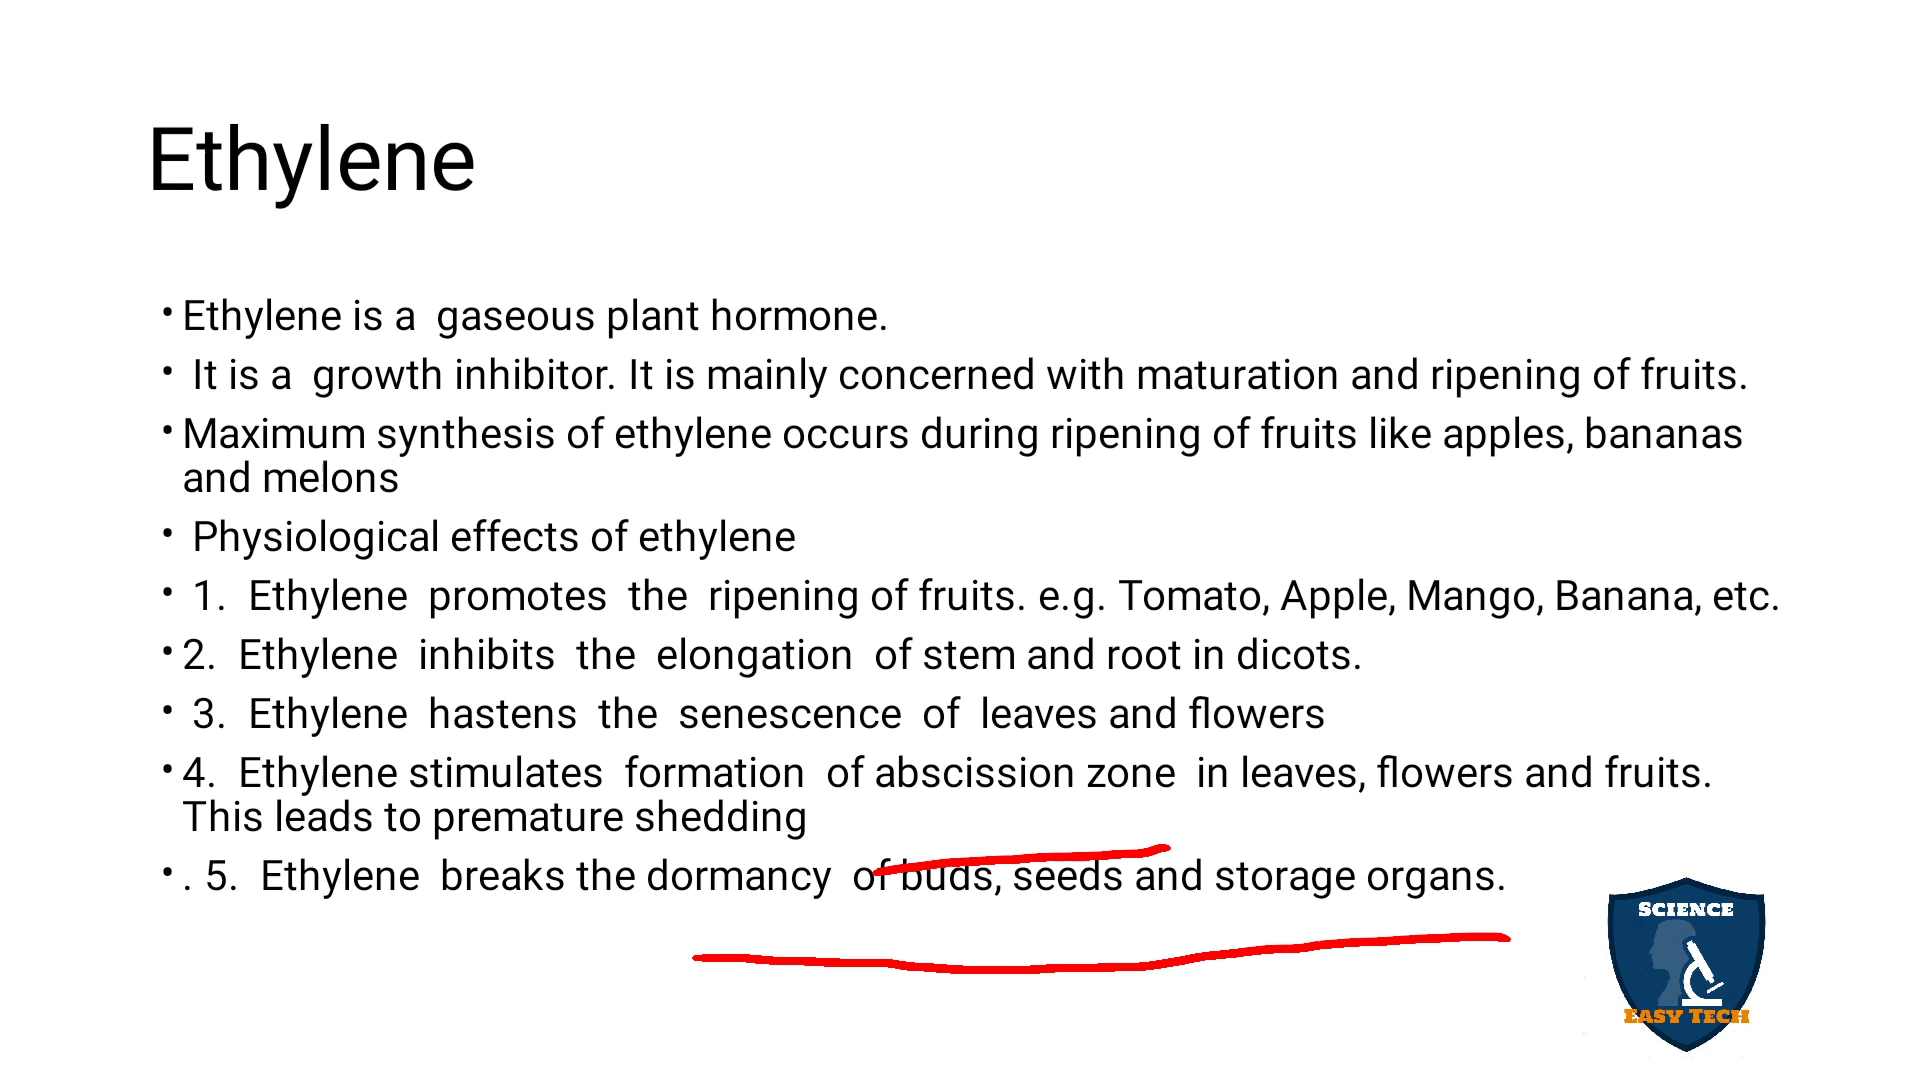 Ethylene
• Ethylene is a gaseous plant hormone.
• It is a growth inhibitor. It is mainly concerned with maturation and ripening of fruits.
• Maximum synthesis of ethylene occurs during ripening of fruits like apples, bananas
and melons
• Physiological effects of ethylene
• 1. Ethylene promotes the ripening of fruits. e.g. Tomato, Apple, Mango, Banana, etc.
• 2. Ethylene inhibits the elongation of stem and root in dicots.
• 3. Ethylene hastens the senescence of leaves and flowers
• 4. Ethylene stimulates formation of abscission zone in leaves, flowers and fruits.
This leads to premature shedding
• . 5. Ethylene breaks the dormancy of buds, seeds and storage organs.
SCIENCE
EASY TECH